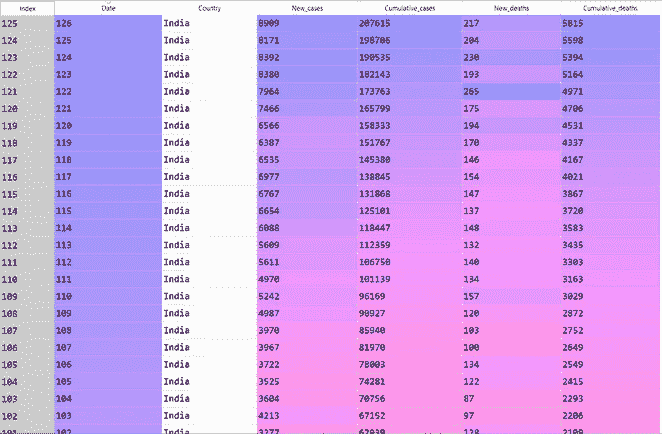 Index Date Country New_cases Cumulative_cases New_deaths Cumulative_deaths
125 126 India 8909 207615 217 5815
124 125 India 8171 198706 204 5598
123 124 India 8392 190535 230 5394
122 123 India 8380 182143 193 5164
121 122 India 7964 173763 265 4971
120 121 India 7466 165799 175 4706
119 120 India 6566 158333 194 4531
118 119 India 6387 151767 170 4337
117 118 India 6535 145380 146 4167
116 117 India 6977 138845 154 4021
115 116 India 6767 131868 147 3867
114 115 India 6654 125101 137 3720
113 114 India 6088 118447 148 3583
112 113 India 5609 112359 132 3435
111 112 India 5611 106750 140 3303
110 111 India 4970 101139 134 3163
109 110 India 5242 96169 157 3029
108 109 India 4987 90927 120 2872
107 108 India 3970 85940 103 2752
106 107 India 3967 81970 100 2649
105 106 India 3722 78003 134 2549
104 105 India 3525 74281 122 2415
103 104 India 3604 70756 87 2293
102 103 India 4213 67152 97 2206
101 102 India 3277 62939 128 2109